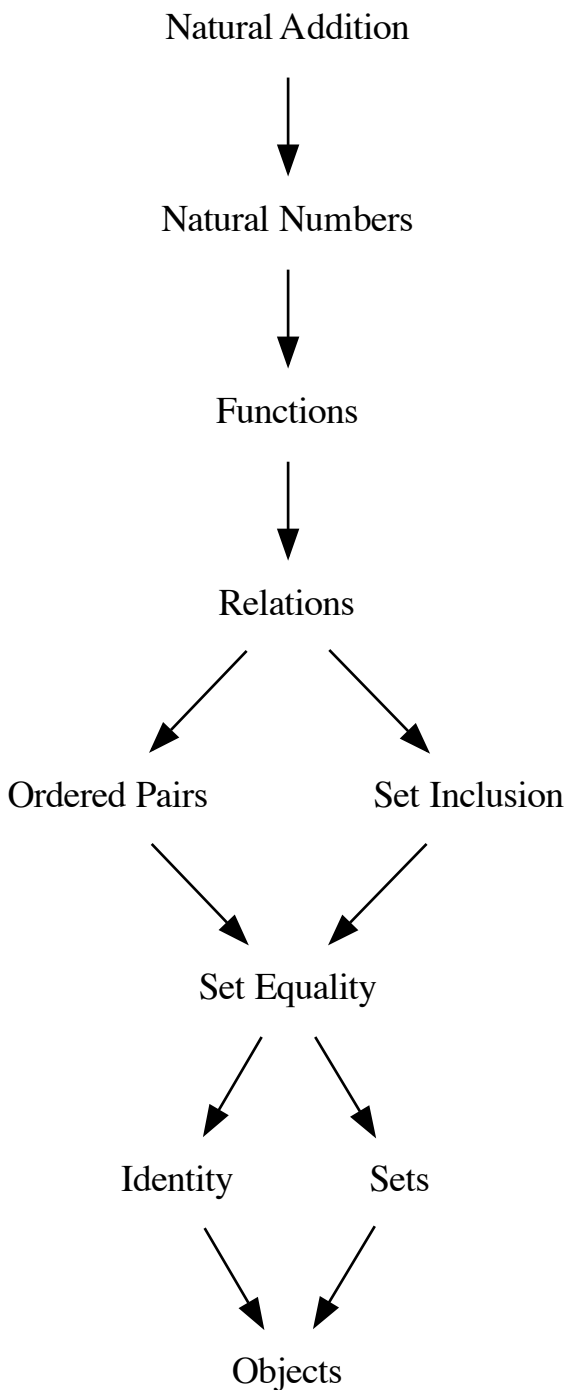 Natural Addition
Natural Numbers
Functions
Relations
Ordered Pairs
Set Inclusion
Set Equality
Identity
Sets
Objects